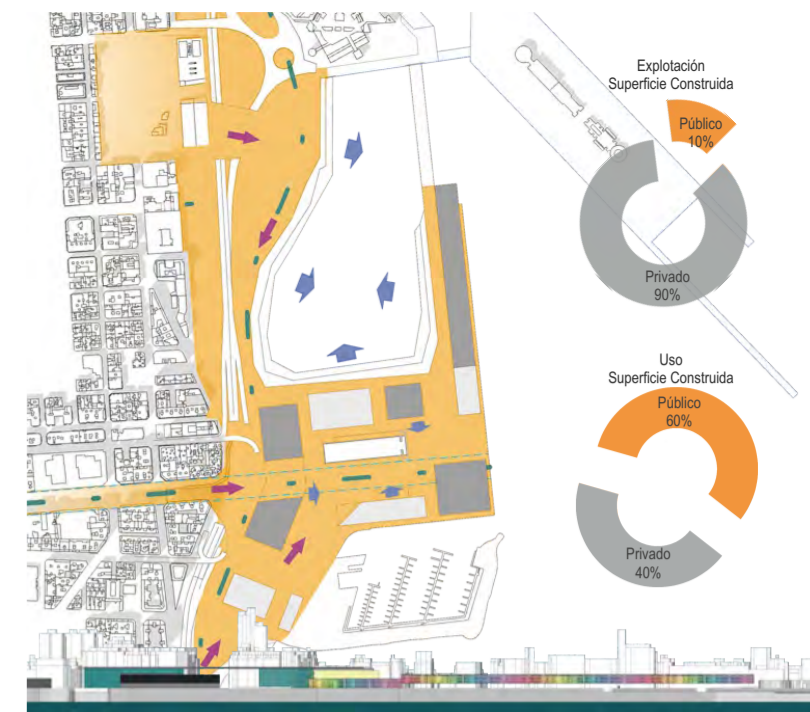 Explotación
Superficie Construida
Público
10%
Privado
90%
Uso
Superficie Construida
Público
60%
Privado
40%